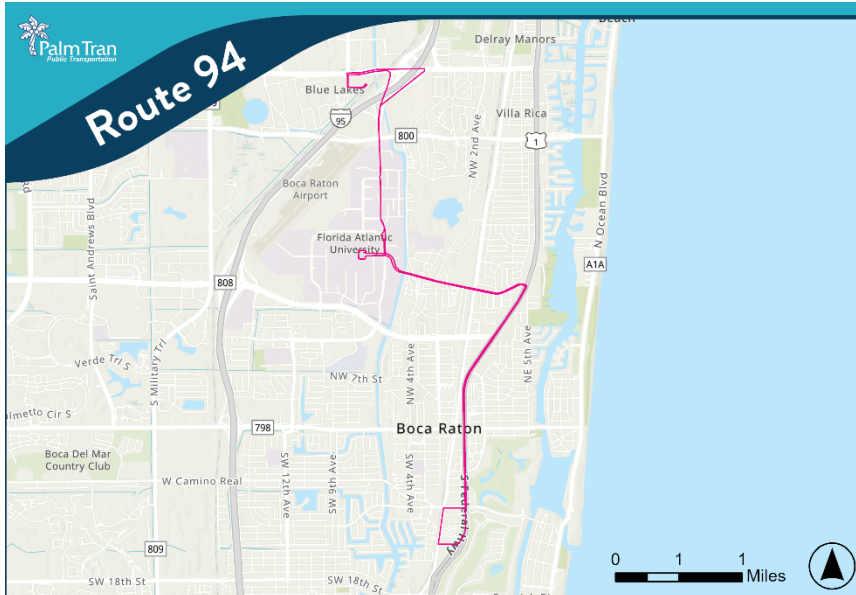 Palm Tran
Public Transportation
Route 94
Beach
Delray Manors
Blue Lakes
95
Villa Rica
800
1
NW 2nd Ave
Boca Raton
Airport
N Ocean Blvd
Saint Andrews Blvd
Florida Atlantic
University
A1A
808
NE 5th Ave
Verde Trl S
S Military Trl
NW 7th St
NW 4th Ave
Palmetto Cir S
798
Boca Raton
Boca Del Mar
Country Club
W Camino Real
SW 12th Ave
SW 9th Ave
SW 4th Ave
S Federal Hwy
809
SW 18th St
SW 18th St
0 1 1
Miles